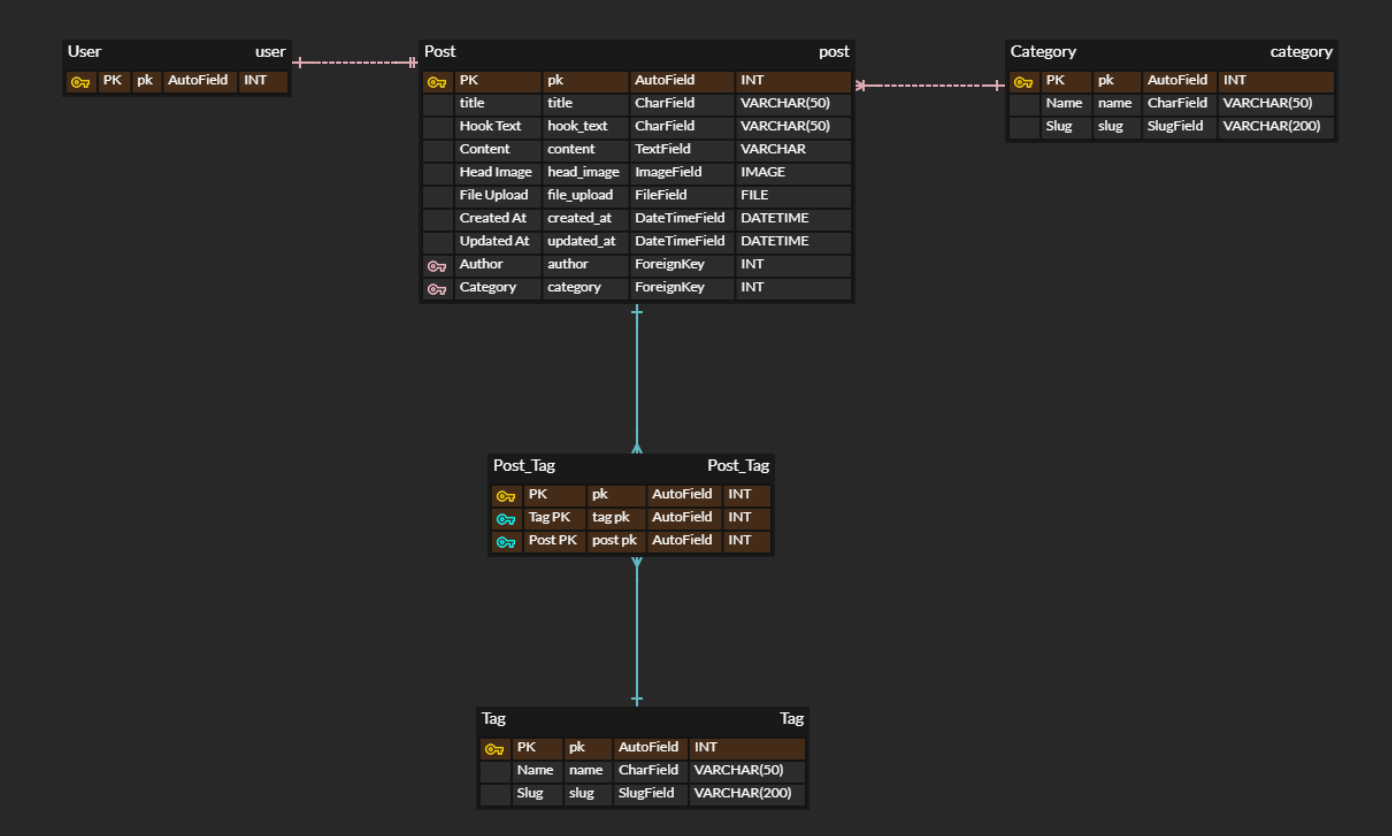 User user
PK pk AutoField INT
Post post
PK pk AutoField INT
title title CharField VARCHAR(50)
Hook Text hook_text CharField VARCHAR(50)
Content content TextField VARCHAR
Head Image head_image ImageField IMAGE
File Upload file_upload FileField FILE
Created At created_at DateTimeField DATETIME
Updated At updated_at DateTimeField DATETIME
Author author ForeignKey INT
Category category ForeignKey INT
Category category
PK pk AutoField INT
Name name CharField VARCHAR(50)
Slug slug SlugField VARCHAR(200)
Post_Tag Post_Tag
PK pk AutoField INT
Tag PK tag pk AutoField INT
Post PK post pk AutoField INT
Tag Tag
PK pk AutoField INT
Name name CharField VARCHAR(50)
Slug slug SlugField VARCHAR(200)